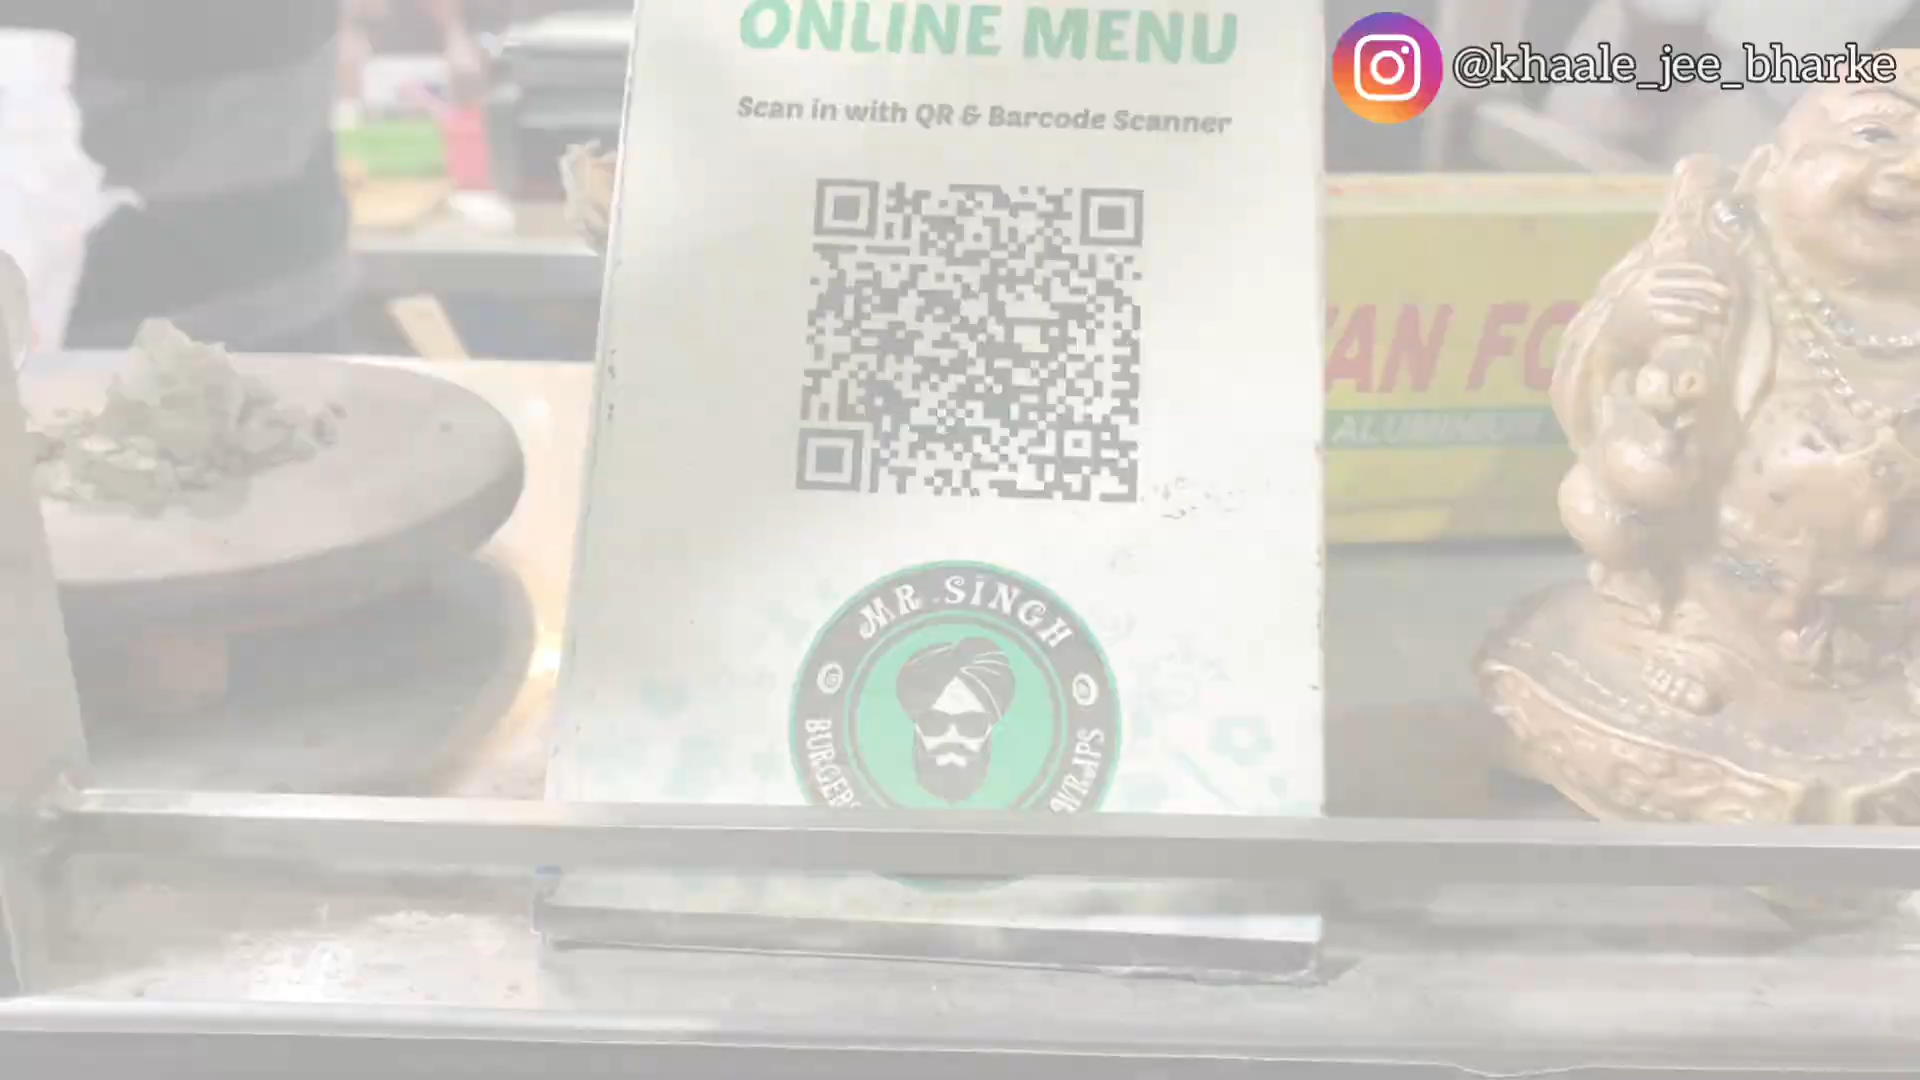 ONLINE MENU
@khaale_jee_bharke
Scan in with QR & Barcode Scanner
AN FO
ALUMINIUM
MR. SINGH
BURGERS
WRAPS